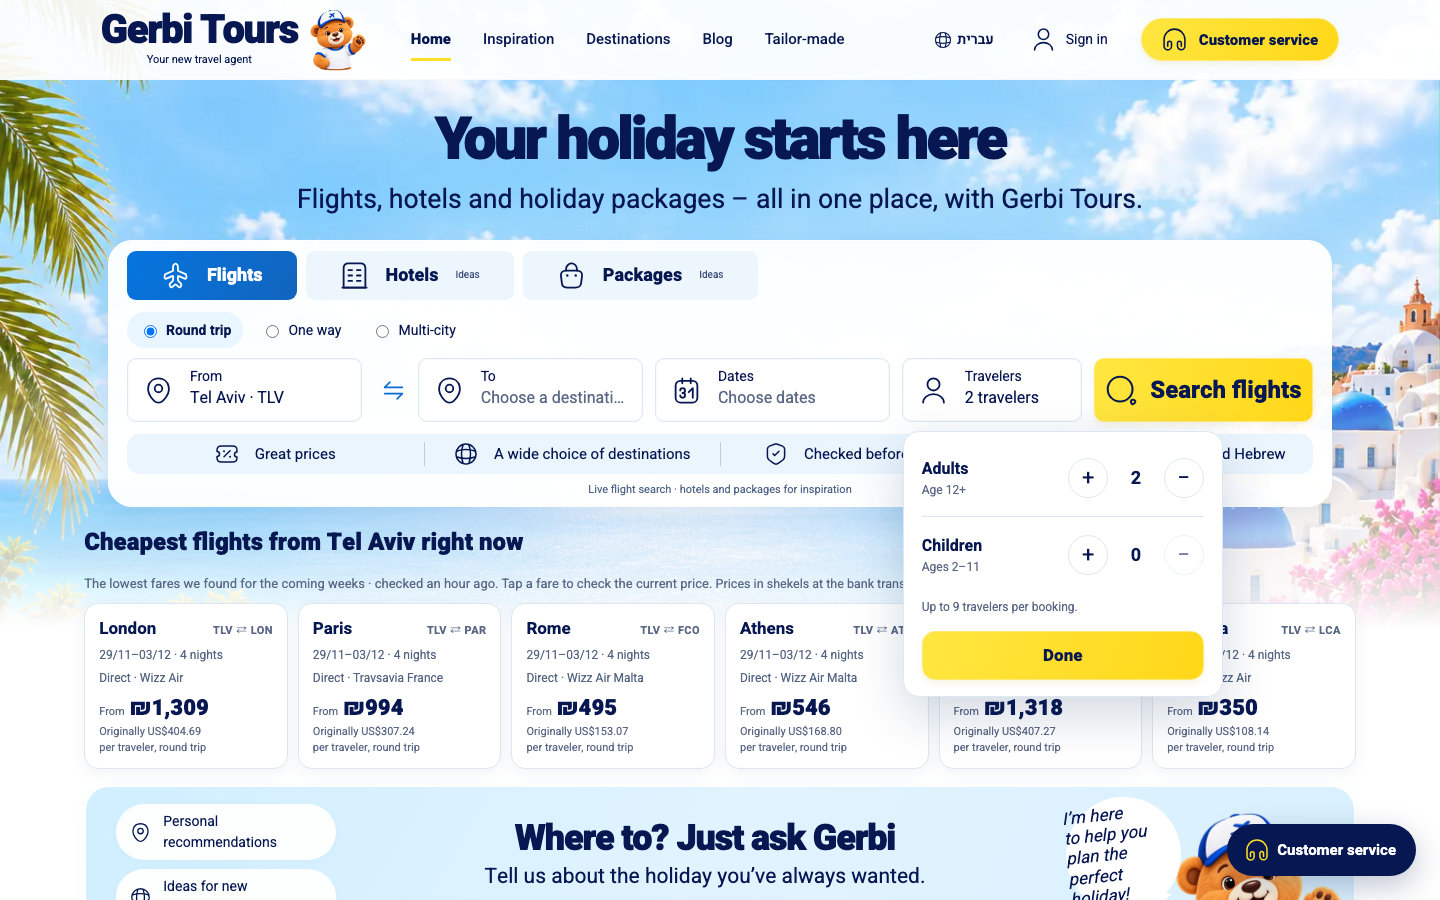 Gerbi Tours
Your new travel agent
Home
Inspiration
Destinations
Blog
Tailor-made
עברית
Sign in
Customer service
Your holiday starts here
Flights, hotels and holiday packages – all in one place, with Gerbi Tours.
Flights
Hotels Ideas
Packages Ideas
Round trip
One way
Multi-city
From
Tel Aviv · TLV
To
Choose a destinati...
Dates
Choose dates
31
Travelers
2 travelers
Search flights
Great prices
A wide choice of destinations
Checked before
d Hebrew
Live flight search · hotels and packages for inspiration
Adults
Age 12+
+ 2 −
Children
Ages 2–11
+ 0 −
Up to 9 travelers per booking.
Done
Cheapest flights from Tel Aviv right now
The lowest fares we found for the coming weeks · checked an hour ago. Tap a fare to check the current price. Prices in shekels at the bank trans
London TLV ⇄ LON
29/11–03/12 · 4 nights
Direct · Wizz Air
From ₪1,309
Originally US$404.69
per traveler, round trip
Paris TLV ⇄ PAR
29/11–03/12 · 4 nights
Direct · Travsavia France
From ₪994
Originally US$307.24
per traveler, round trip
Rome TLV ⇄ FCO
29/11–03/12 · 4 nights
Direct · Wizz Air Malta
From ₪495
Originally US$153.07
per traveler, round trip
Athens TLV ⇄ AT
29/11–03/12 · 4 nights
Direct · Wizz Air Malta
From ₪546
Originally US$168.80
per traveler, round trip
From ₪1,318
Originally US$407.27
per traveler, round trip
a TLV ⇄ LCA
/12 · 4 nights
zz Air
From ₪350
Originally US$108.14
per traveler, round trip
Personal
recommendations
Ideas for new
Where to? Just ask Gerbi
Tell us about the holiday you've always wanted.
I'm here
to help you
plan the
perfect
holiday!
Customer service